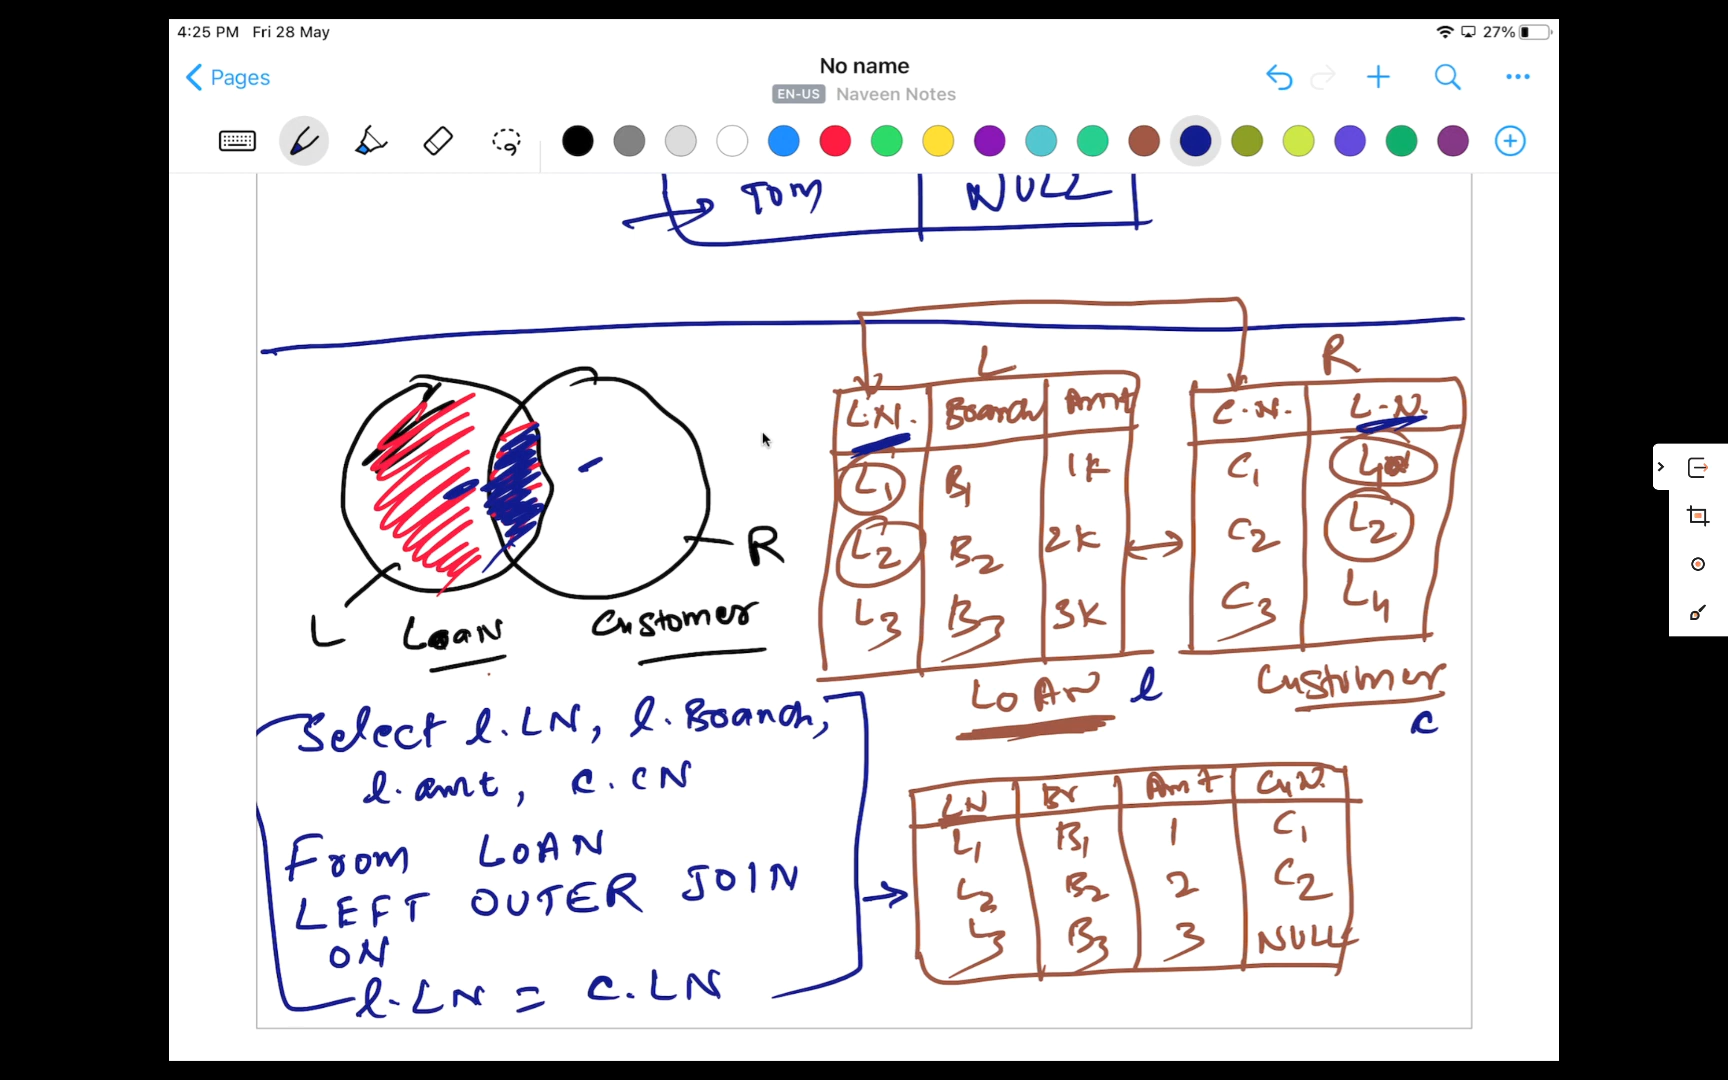 4:25 PM Fri 28 May
27%
Pages
No name
EN-US Naveen Notes
Tom NULL
L R
L.N. Branch Amt C.N. L.N.
L1 B1 1K C1
L2 B2 2K C2 L2
L3 B3 3K C3 L4
R
L Loan Customer
LOAN l Customer
c
Select l.LN, l.Branch,
l.amt, c.CN
From LOAN
LEFT OUTER JOIN
ON
l.LN = c.LN
LN Br Amt
L1 B1 1 C1
L2 B2 2 C2
L3 B3 3 NULL